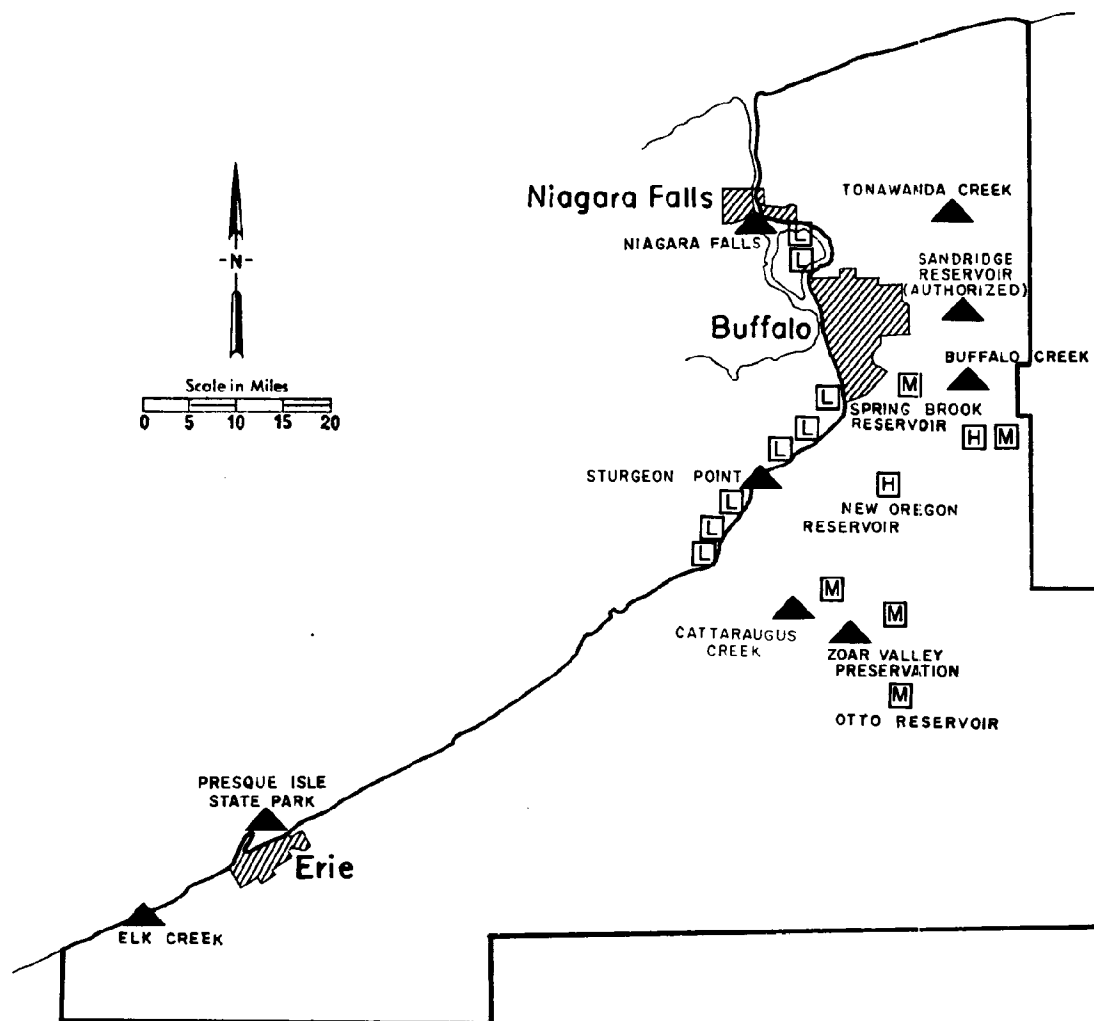 Niagara Falls
TONAWANDA CREEK
NIAGARA FALLS
L
L
-N-
SANDRIDGE
RESERVOIR
(AUTHORIZED)
Buffalo
BUFFALO CREEK
Scale in Miles
0 5 10 15 20
M
L
SPRING BROOK
RESERVOIR
L
H M
L
STURGEON POINT
H
L
NEW OREGON
RESERVOIR
L
L
M
M
CATTARAUGUS
CREEK
ZOAR VALLEY
PRESERVATION
M
OTTO RESERVOIR
PRESQUE ISLE
STATE PARK
Erie
ELK CREEK